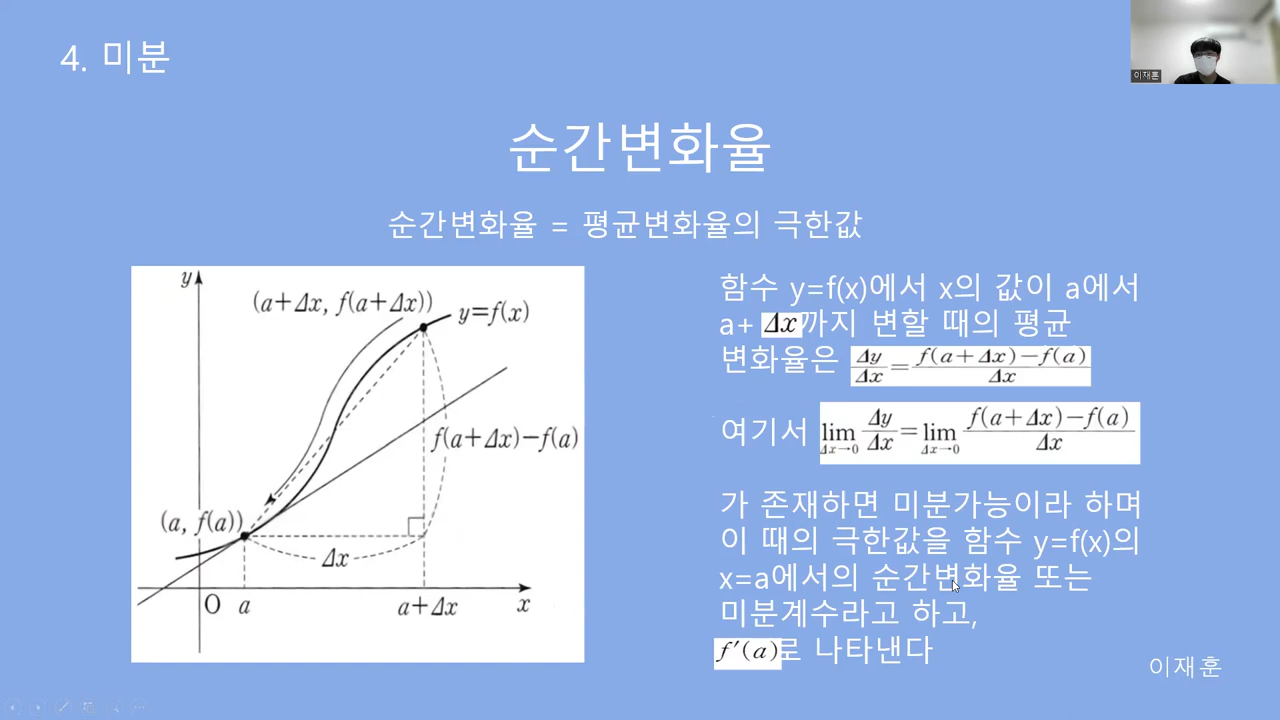 4. 미분
이재훈
순간변화율
순간변화율 = 평균변화율의 극한값
y
(a+Δx, f(a+Δx))
y=f(x)
f(a+Δx)−f(a)
(a, f(a))
Δx
O a a+Δx x
함수 y=f(x)에서 x의 값이 a에서
a+ Δx까지 변할 때의 평균
변화율은 Δy/Δx = f(a+Δx)−f(a)/Δx
여기서 lim Δx→0 Δy/Δx = lim Δx→0 f(a+Δx)−f(a)/Δx
가 존재하면 미분가능이라 하며
이 때의 극한값을 함수 y=f(x)의
x=a에서의 순간변화율 또는
미분계수라고 하고,
f′(a)로 나타낸다
이재훈